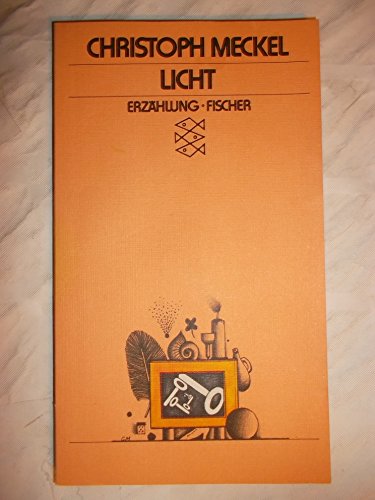 CHRISTOPH MECKEL
LICHT
ERZÄHLUNG · FISCHER